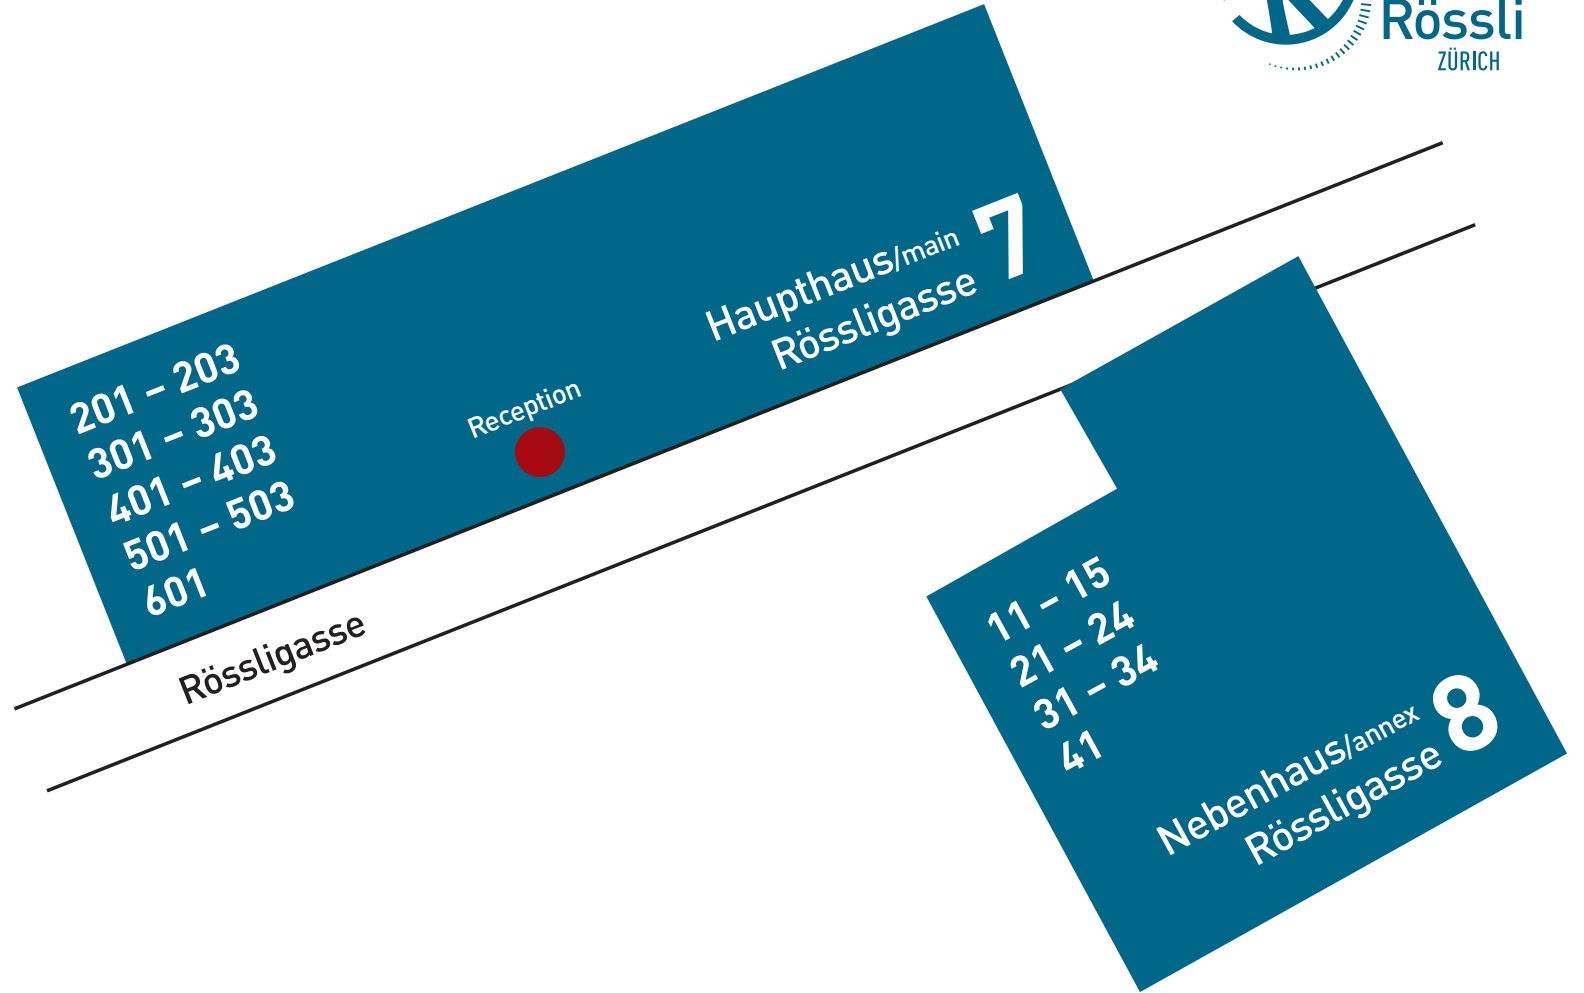 Rössli
ZÜRICH
Haupthaus/main 7
Rössligasse
201 – 203
301 – 303
401 – 403
501 – 503
601
Reception
Rössligasse
11 – 15
21 – 24
31 – 34
41
Nebenhaus/annex 8
Rössligasse